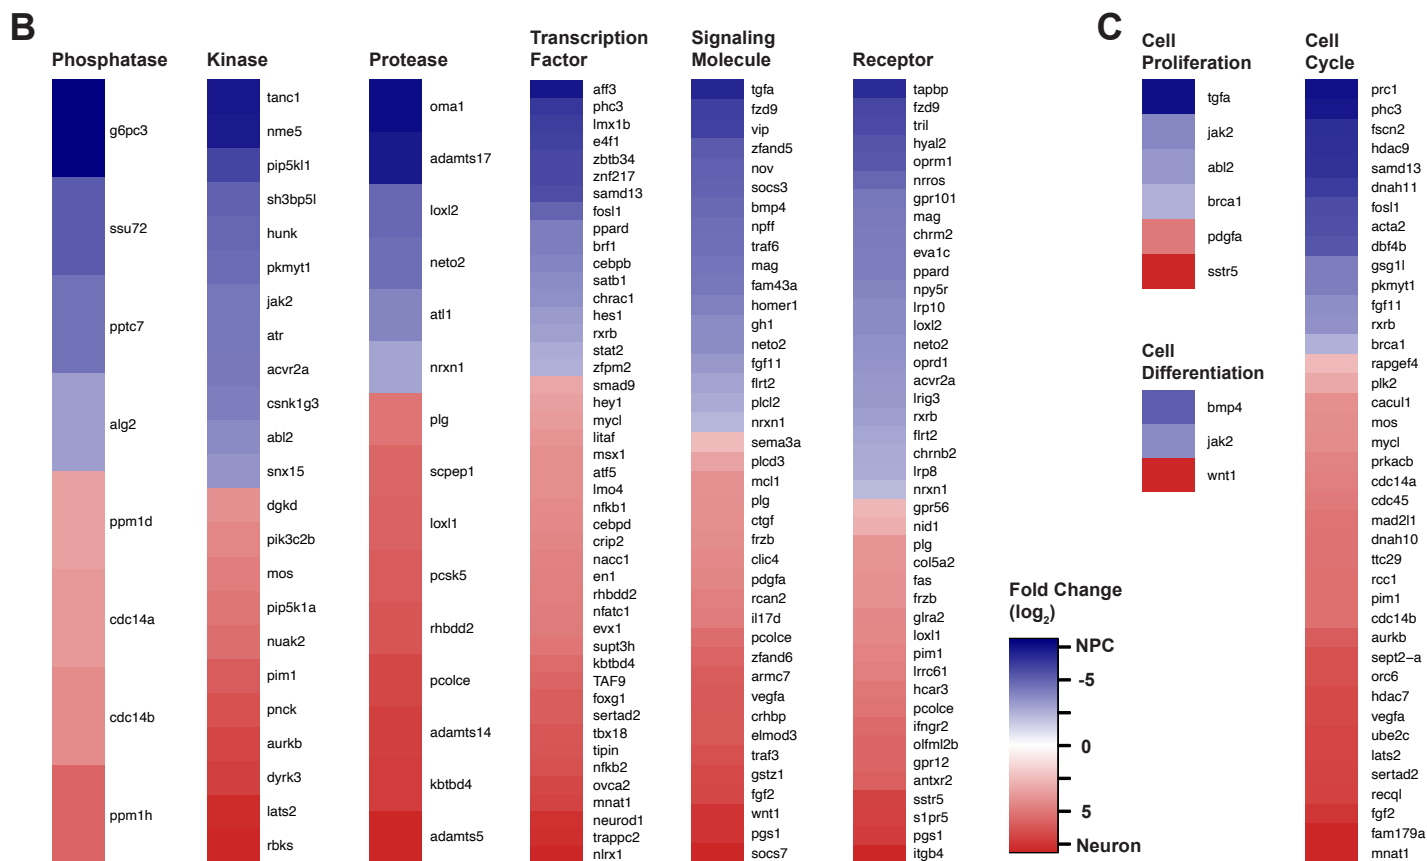 B
Phosphatase
g6pc3
ssu72
pptc7
alg2
ppm1d
cdc14a
cdc14b
ppm1h
Kinase
tanc1
nme5
pip5kl1
sh3bp5l
hunk
pkmyt1
jak2
atr
acvr2a
csnk1g3
abl2
snx15
dgkd
pik3c2b
mos
pip5k1a
nuak2
pim1
pnck
aurkb
dyrk3
lats2
rbks
Protease
oma1
adamts17
loxl2
neto2
atl1
nrxn1
plg
scpep1
loxl1
pcsk5
rhbdd2
pcolce
adamts14
kbtbd4
adamts5
Transcription
Factor
aff3
phc3
lmx1b
e4f1
zbtb34
znf217
samd13
fosl1
ppard
brf1
cebpb
satb1
chrac1
hes1
rxrb
stat2
zfpm2
smad9
hey1
mycl
litaf
msx1
atf5
lmo4
nfkb1
cebpd
crip2
nacc1
en1
rhbdd2
nfatc1
evx1
supt3h
kbtbd4
TAF9
foxg1
sertad2
tbx18
tipin
nfkb2
ovca2
mnat1
neurod1
trappc2
nlrx1
Signaling
Molecule
tgfa
fzd9
vip
zfand5
nov
socs3
bmp4
npff
traf6
mag
fam43a
homer1
gh1
neto2
fgf11
flrt2
plcl2
nrxn1
sema3a
plcd3
mcl1
plg
ctgf
frzb
clic4
pdgfa
rcan2
il17d
pcolce
zfand6
armc7
vegfa
crhbp
elmod3
traf3
gstz1
fgf2
wnt1
pgs1
socs7
Receptor
tapbp
fzd9
tril
hyal2
oprm1
nrros
gpr101
mag
chrm2
eva1c
ppard
npy5r
lrp10
loxl2
neto2
oprd1
acvr2a
lrig3
rxrb
flrt2
chrnb2
lrp8
nrxn1
gpr56
nid1
plg
col5a2
fas
frzb
glra2
loxl1
pim1
lrrc61
hcar3
pcolce
ifngr2
olfml2b
gpr12
antxr2
sstr5
s1pr5
pgs1
itgb4
C
Cell
Proliferation
tgfa
jak2
abl2
brca1
pdgfa
sstr5
Cell
Differentiation
bmp4
jak2
wnt1
Fold Change
(log2)
NPC
-5
0
5
Neuron
Cell
Cycle
prc1
phc3
fscn2
hdac9
samd13
dnah11
fosl1
acta2
dbf4b
gsg1l
pkmyt1
fgf11
rxrb
brca1
rapgef4
plk2
cacul1
mos
mycl
prkacb
cdc14a
cdc45
mad2l1
dnah10
ttc29
rcc1
pim1
cdc14b
aurkb
sept2−a
orc6
hdac7
vegfa
ube2c
lats2
sertad2
recql
fgf2
fam179a
mnat1